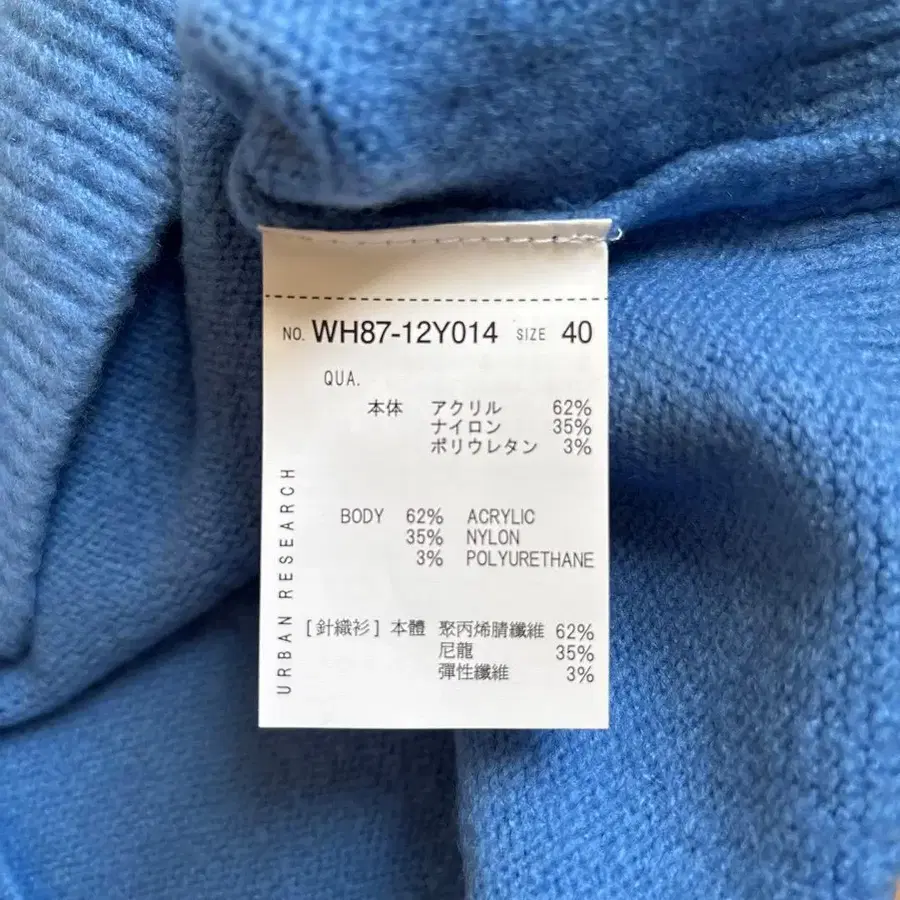 NO. WH87-12Y014 SIZE 40
QUA.
本体 アクリル 62%
ナイロン 35%
ポリウレタン 3%
BODY 62% ACRYLIC
35% NYLON
3% POLYURETHANE
[針織衫] 本體 聚丙烯腈纖維 62%
尼龍 35%
彈性纖維 3%
URBAN RESEARCH